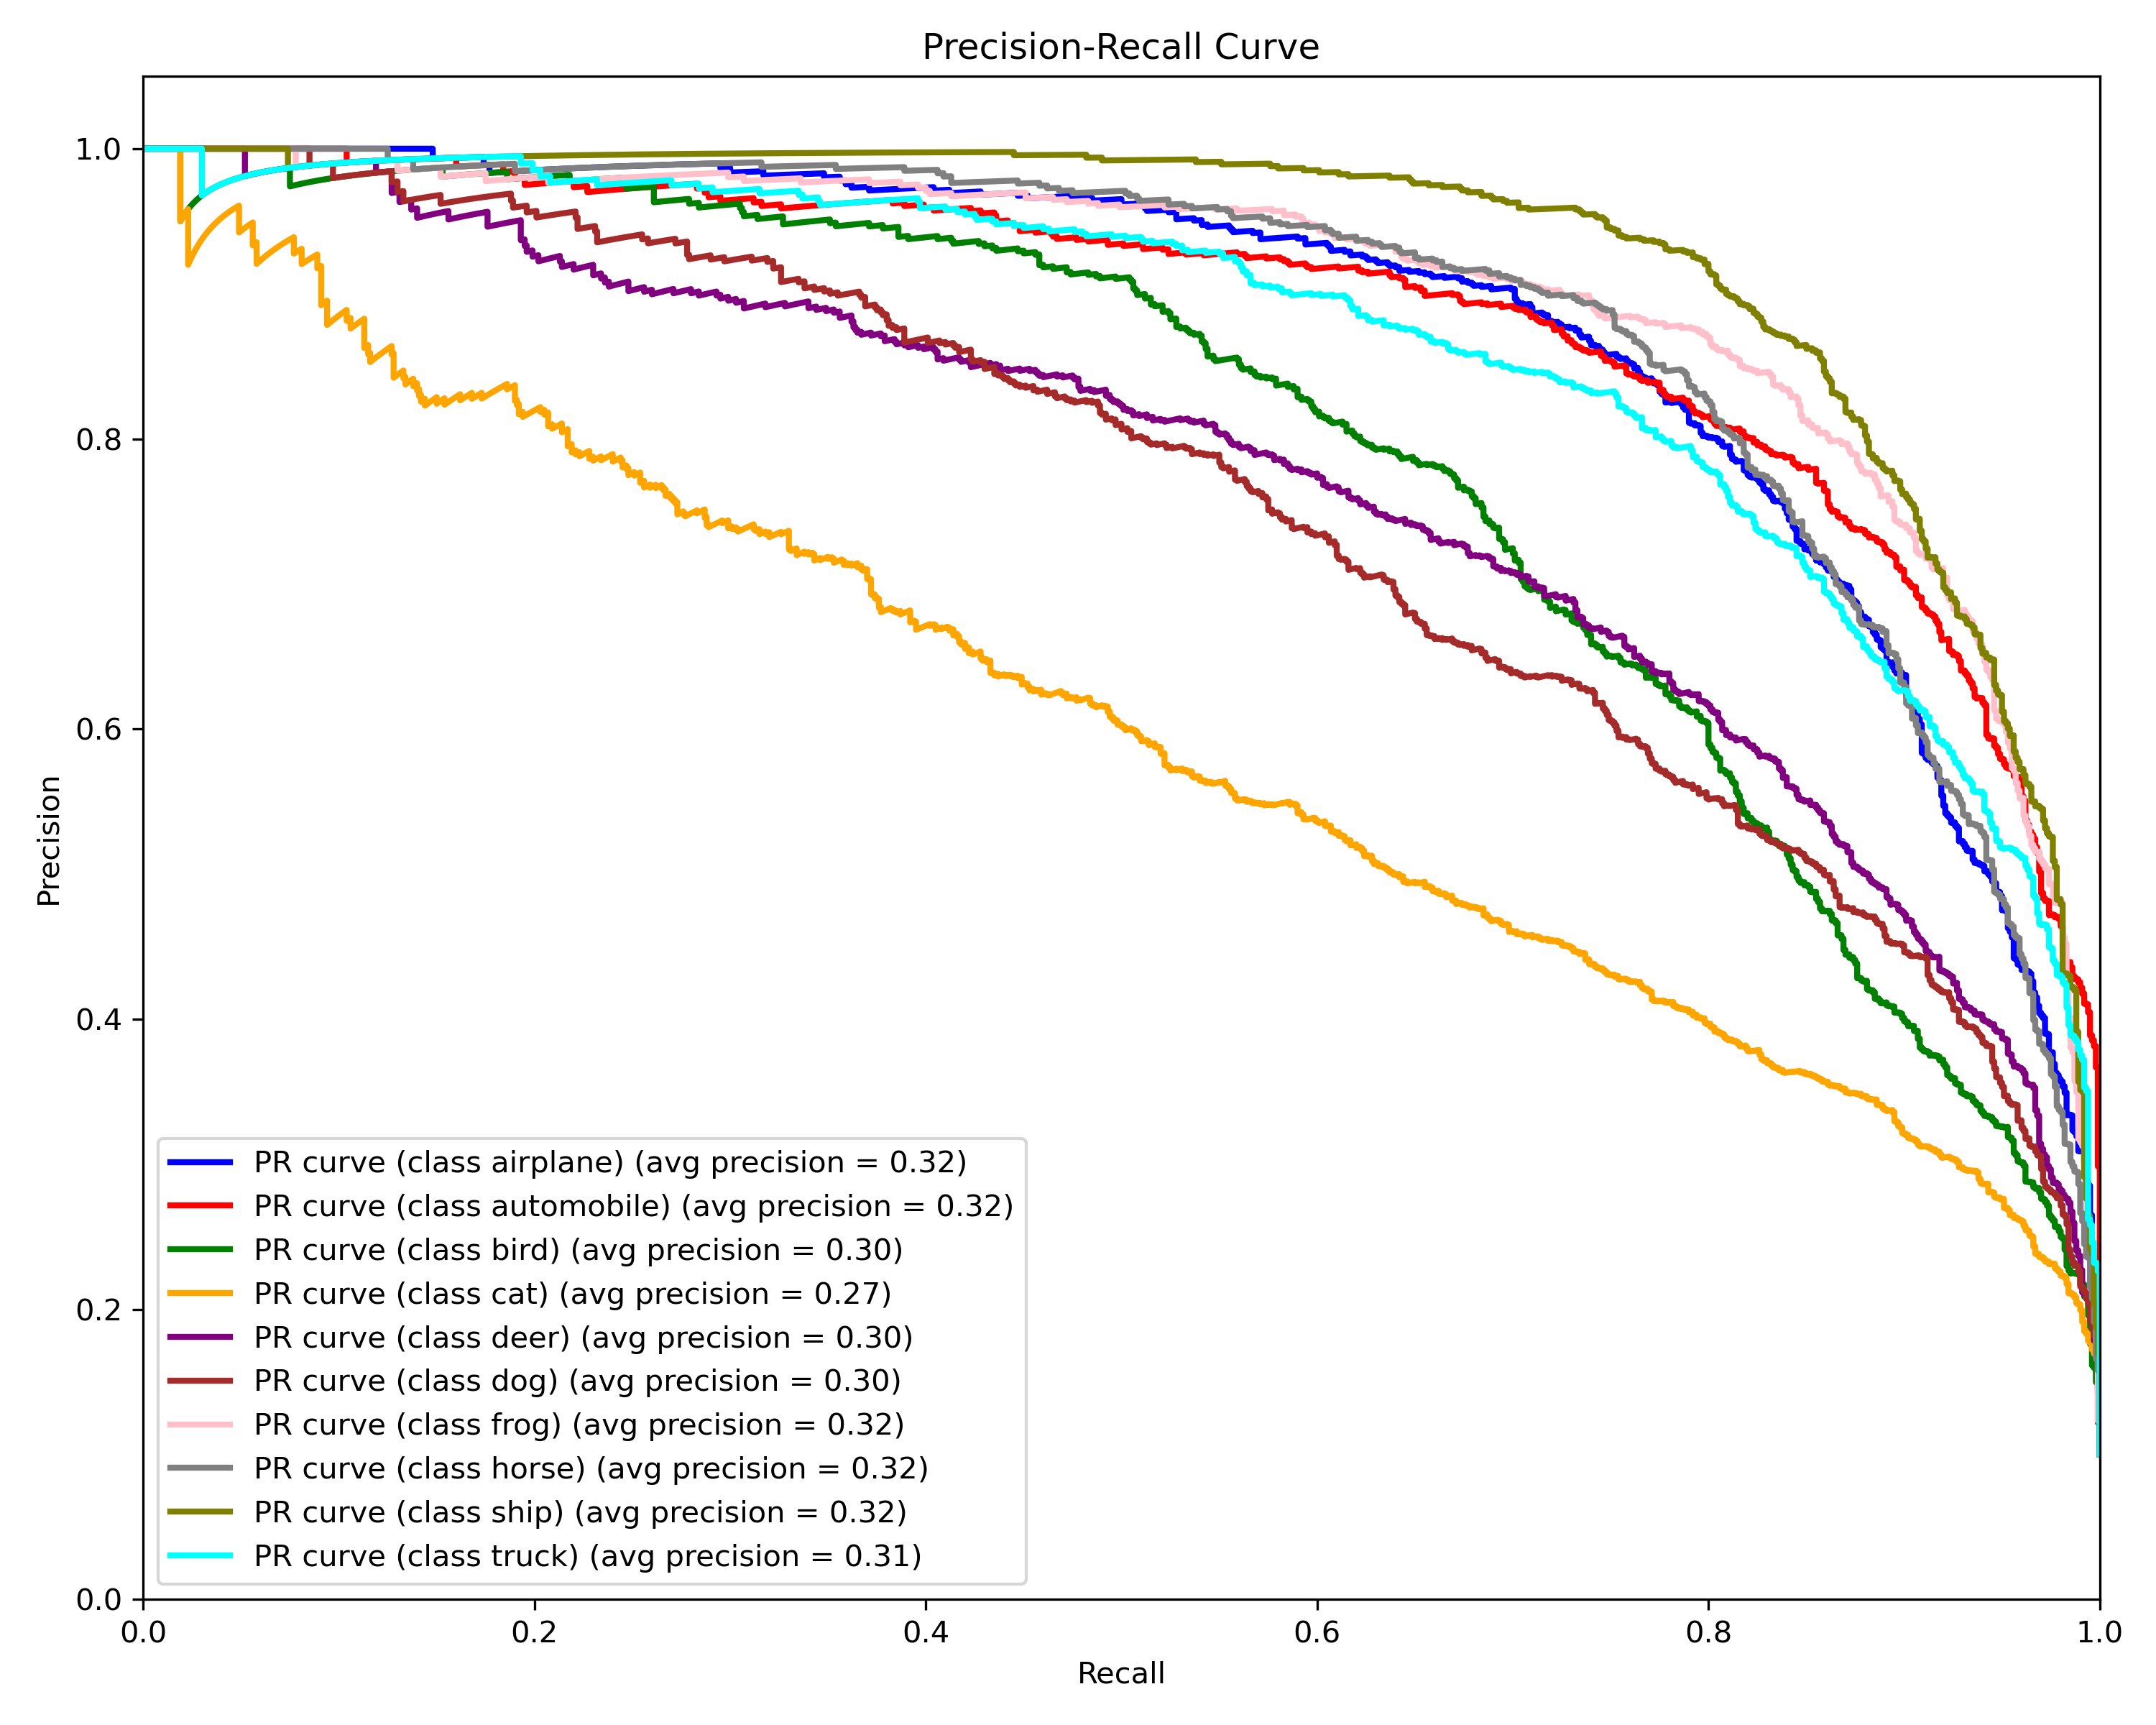 Precision-Recall Curve
1.0
0.8
0.6
0.4
0.2
0.0
Precision
PR curve (class airplane) (avg precision = 0.32)
PR curve (class automobile) (avg precision = 0.32)
PR curve (class bird) (avg precision = 0.30)
PR curve (class cat) (avg precision = 0.27)
PR curve (class deer) (avg precision = 0.30)
PR curve (class dog) (avg precision = 0.30)
PR curve (class frog) (avg precision = 0.32)
PR curve (class horse) (avg precision = 0.32)
PR curve (class ship) (avg precision = 0.32)
PR curve (class truck) (avg precision = 0.31)
0.0 0.2 0.4 0.6 0.8 1.0
Recall